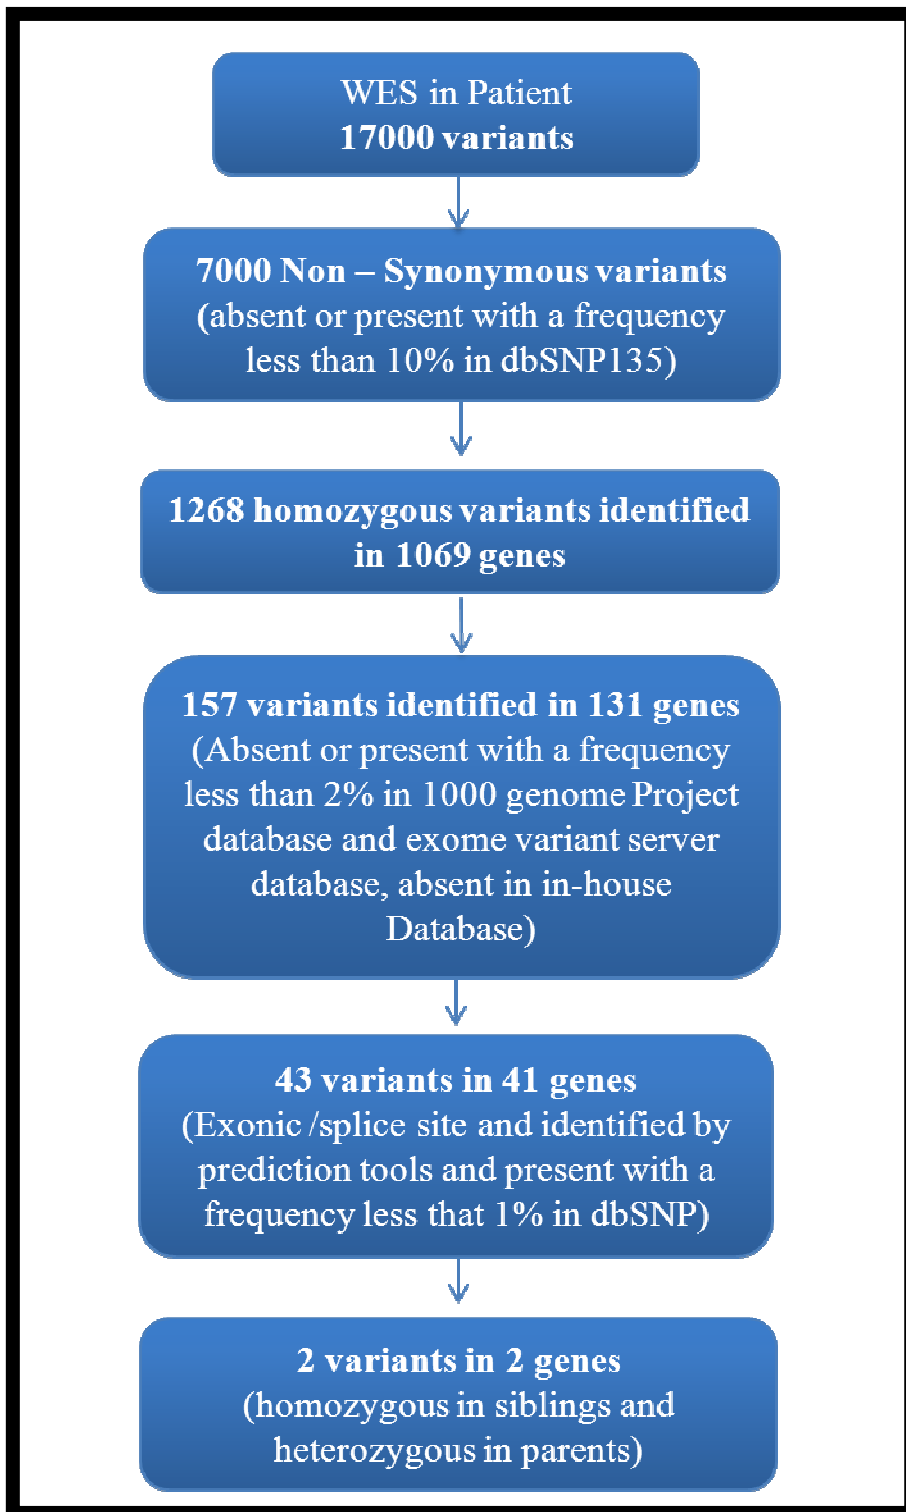 WES in Patient
17000 variants
7000 Non – Synonymous variants
(absent or present with a frequency
less than 10% in dbSNP135)
1268 homozygous variants identified
in 1069 genes
157 variants identified in 131 genes
(Absent or present with a frequency
less than 2% in 1000 genome Project
database and exome variant server
database, absent in in-house
Database)
43 variants in 41 genes
(Exonic /splice site and identified by
prediction tools and present with a
frequency less that 1% in dbSNP)
2 variants in 2 genes
(homozygous in siblings and
heterozygous in parents)